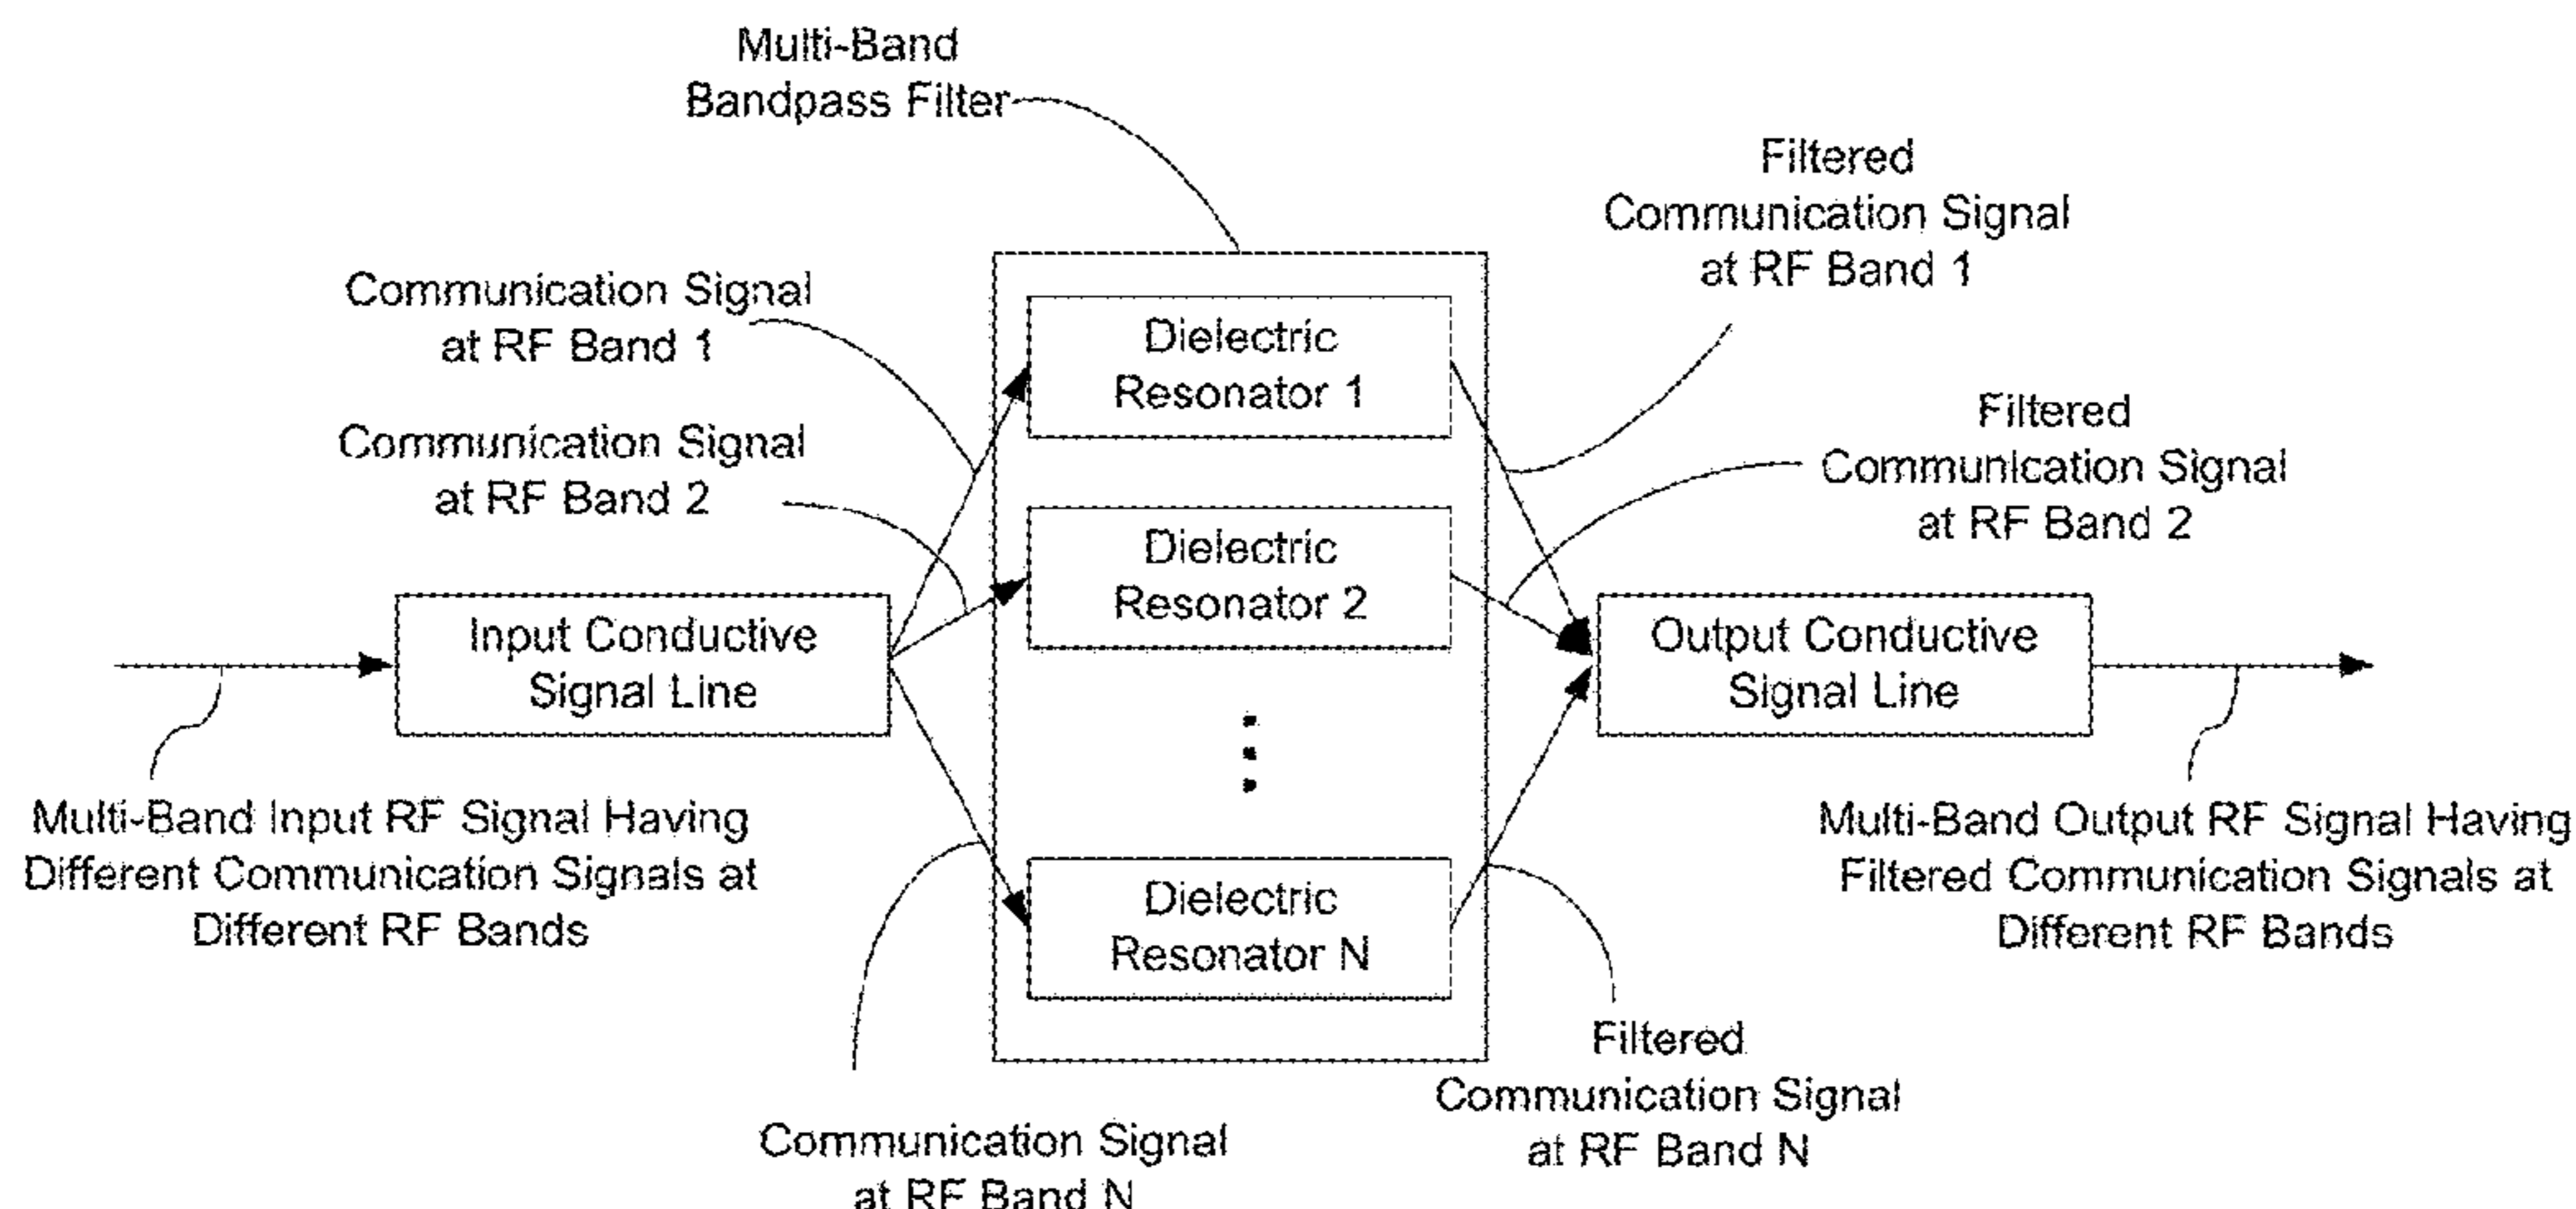 Multi-Band
Bandpass Filter
Filtered
Communication Signal
at RF Band 1
Communication Signal
at RF Band 1
Dielectric
Resonator 1
Filtered
Communication Signal
at RF Band 2
Communication Signal
at RF Band 2
Dielectric
Resonator 2
Input Conductive
Signal Line
Output Conductive
Signal Line
Multi-Band Input RF Signal Having
Different Communication Signals at
Different RF Bands
Multi-Band Output RF Signal Having
Filtered Communication Signals at
Different RF Bands
Dielectric
Resonator N
Filtered
Communication Signal
at RF Band N
Communication Signal
at RF Band N